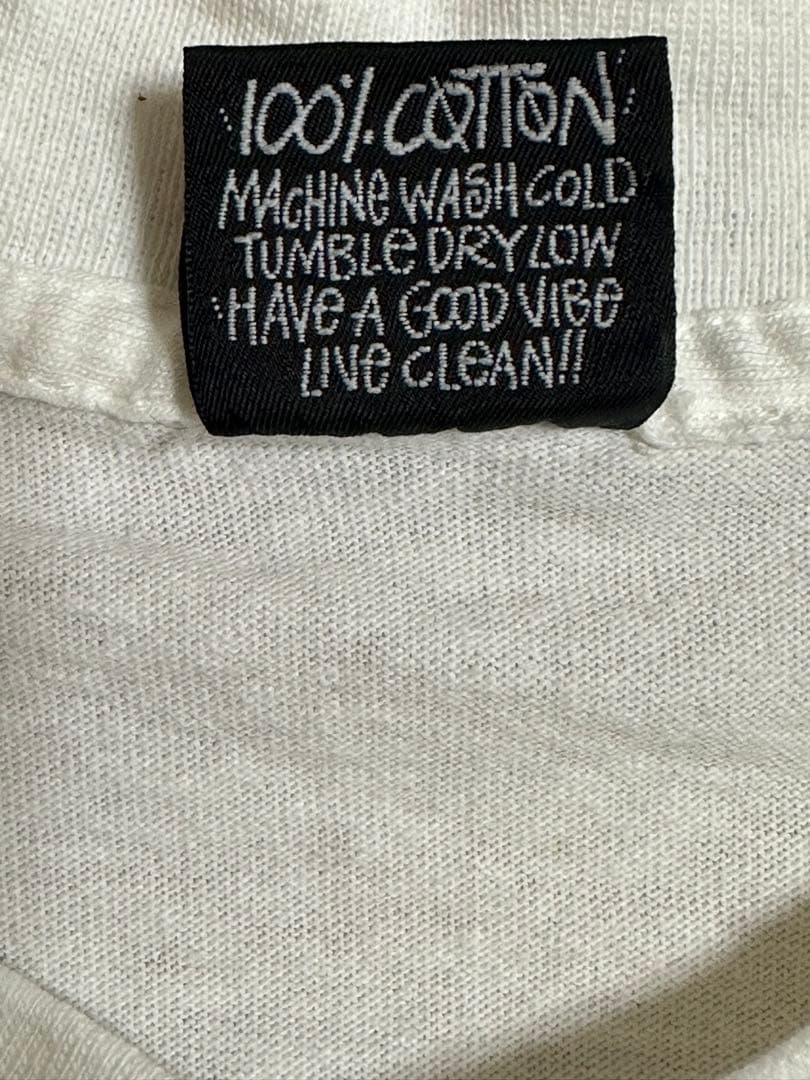 100% COTTON
MACHINE WASH COLD
TUMBLE DRY LOW
HAVE A GOOD VIBE
LIVE CLEAN!!